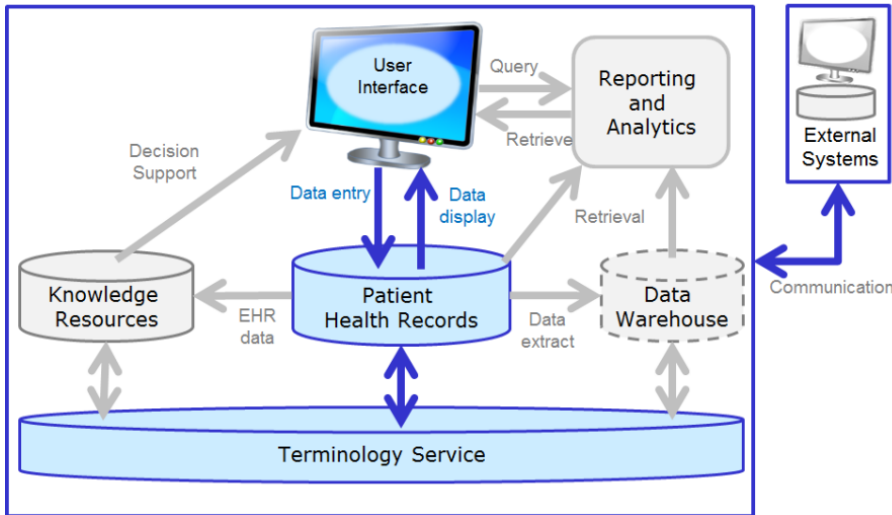 User
Interface
Query
Retrieve
Reporting
and
Analytics
External
Systems
Decision
Support
Data entry
Data
display
Retrieval
Communication
Knowledge
Resources
EHR
data
Patient
Health Records
Data
extract
Data
Warehouse
Terminology Service